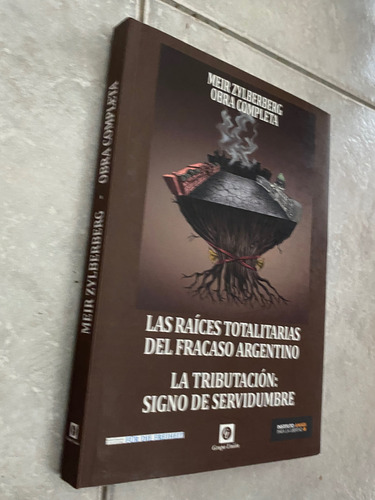 MEIR ZYLBERBERG
OBRA COMPLETA
LAS RAÍCES TOTALITARIAS
DEL FRACASO ARGENTINO
LA TRIBUTACIÓN:
SIGNO DE SERVIDUMBRE
Grupo Unión
INSTITUTO
MEIR ZYLBERBERG - OBRA COMPLETA